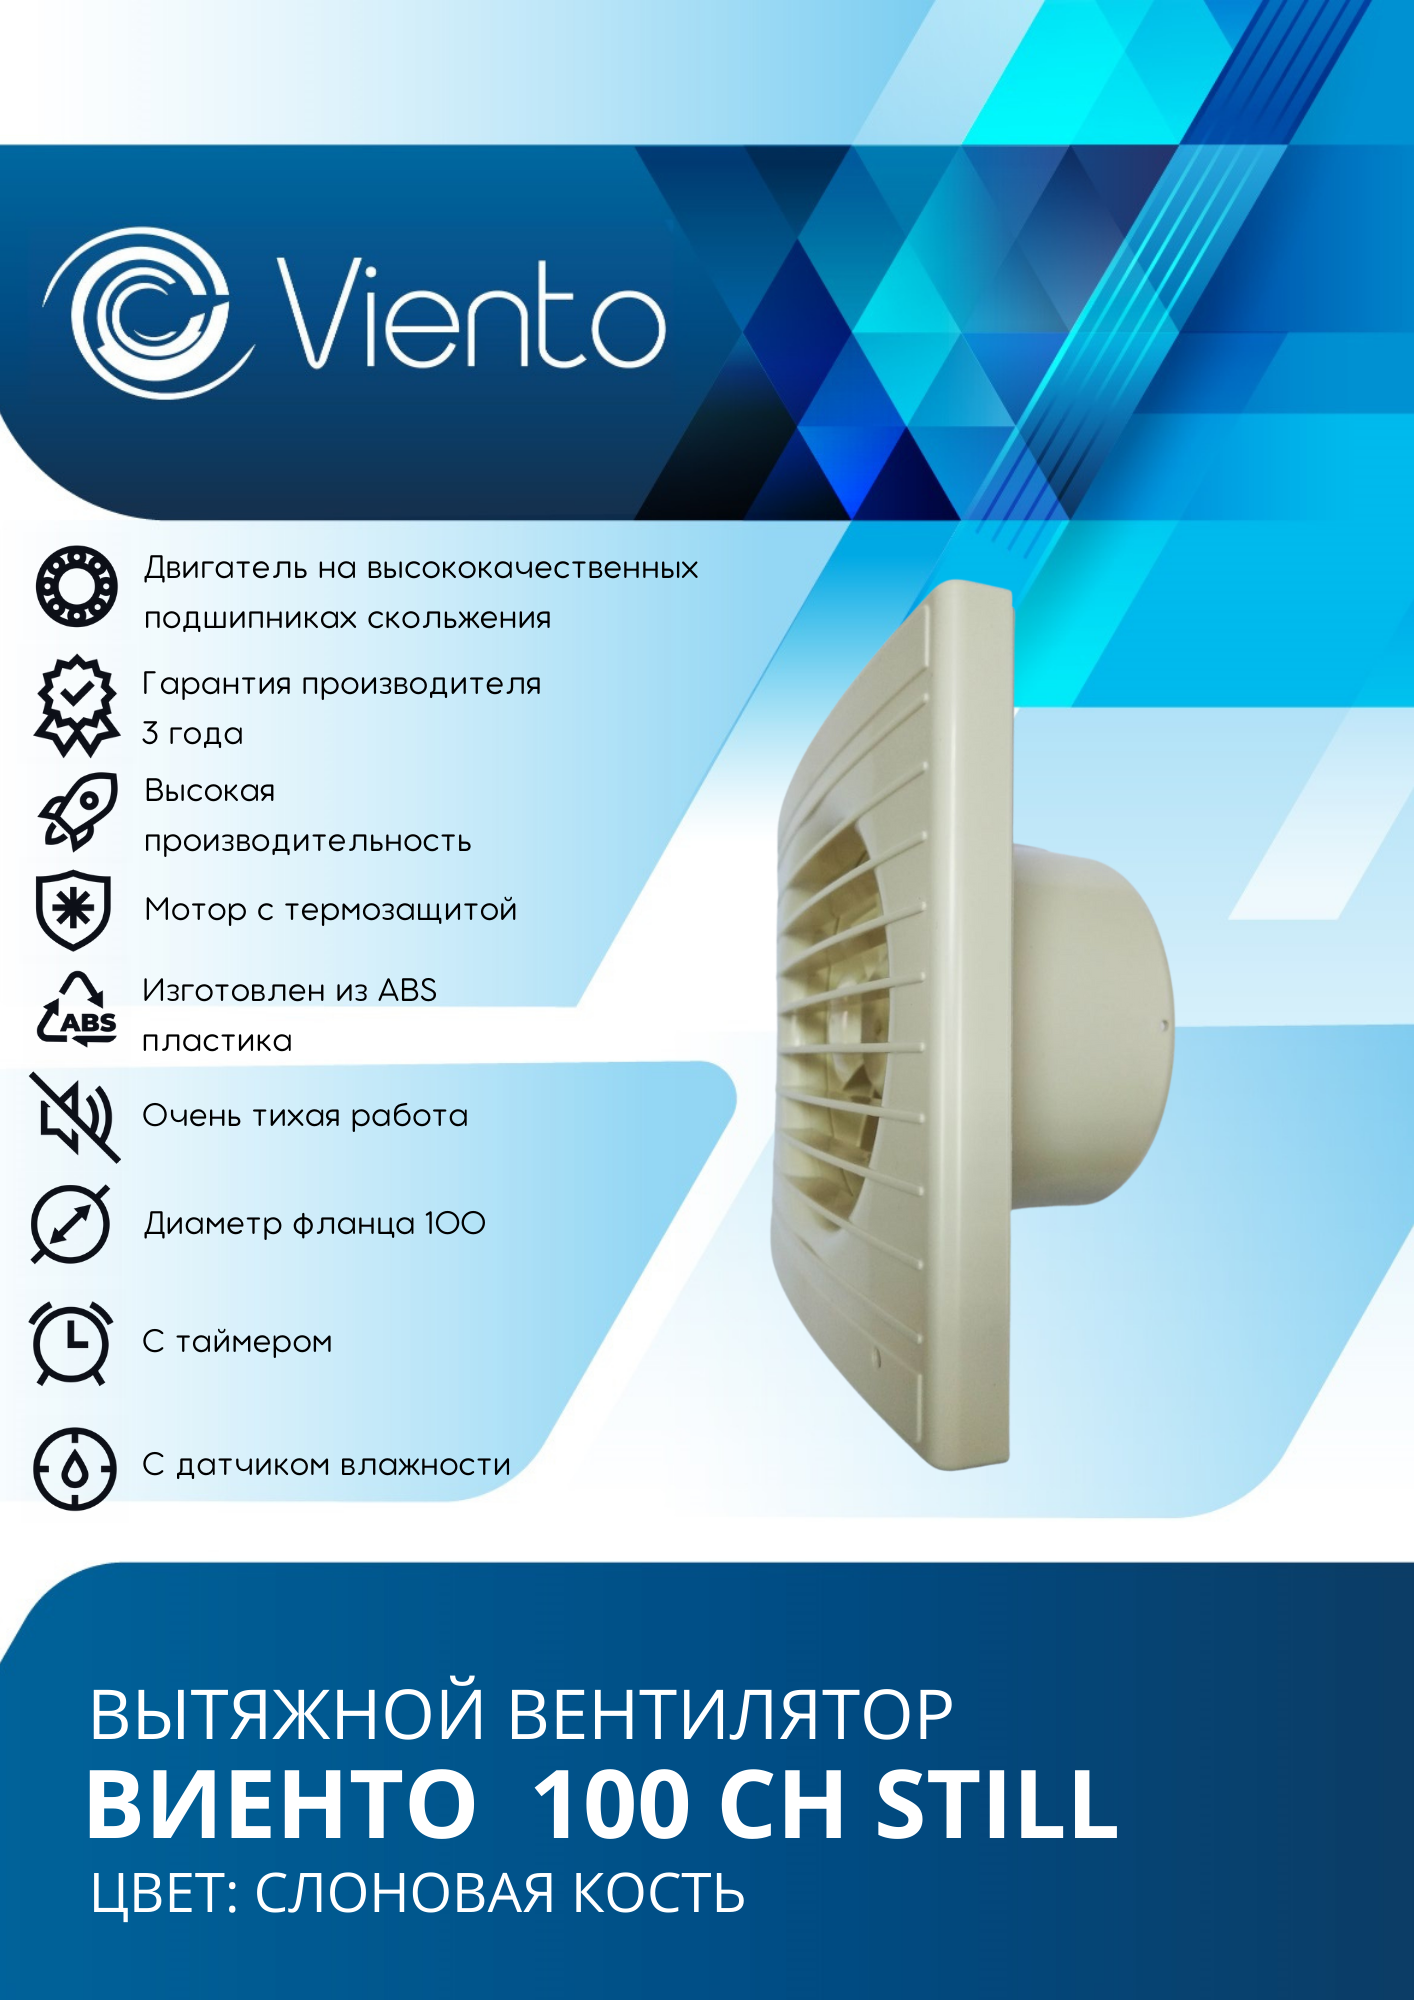 Viento
Двигатель на высококачественных
подшипниках скольжения
Гарантия производителя
3 года
Высокая
производительность
Мотор с термозащитой
Изготовлен из ABS
пластика
ABS
Очень тихая работа
Диаметр фланца 100
С таймером
С датчиком влажности
ВЫТЯЖНОЙ ВЕНТИЛЯТОР
ВИЕНТО 100 СН STILL
ЦВЕТ: СЛОНОВАЯ КОСТЬ